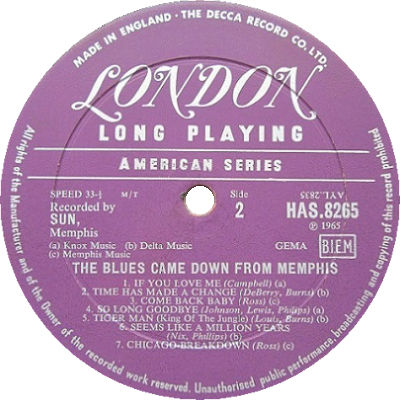 MADE IN ENGLAND · THE DECCA RECORD CO. LTD.
LONDON
LONG PLAYING
AMERICAN SERIES
SPEED 33-⅓ M/T
Side
2
AYL.2835
HAS.8265
℗ 1965
Recorded by
SUN,
Memphis
(a) Knox Music (b) Delta Music
(c) Memphis Music
GEMA BIEM
THE BLUES CAME DOWN FROM MEMPHIS
1. IF YOU LOVE ME (Campbell) (a)
2. TIME HAS MADE A CHANGE (DeBerry, Burns) (b)
3. COME BACK BABY (Ross) (c)
4. SO LONG GOODBYE (Johnson, Lewis, Philips) (a)
5. TIGER MAN (King Of The Jungle) (Louis, Burns) (b)
6. SEEMS LIKE A MILLION YEARS
(Nix, Phillips) (b)
7. CHICAGO BREAKDOWN (Ross) (c)
All rights of the Manufacturer and of the Owner of the recorded work reserved. Unauthorised public performance, broadcasting and copying of this record prohibited